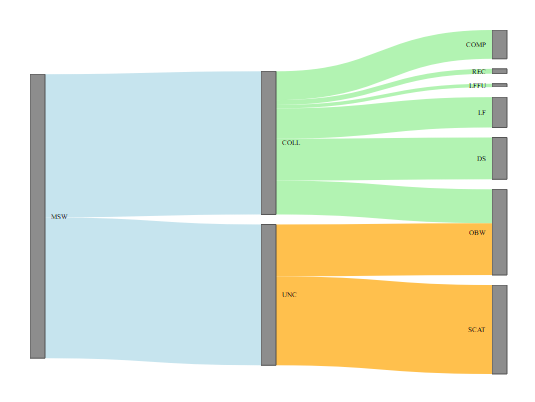 COMP
REC
LFFU
LF
COLL
DS
MSW
OBW
UNC
SCAT